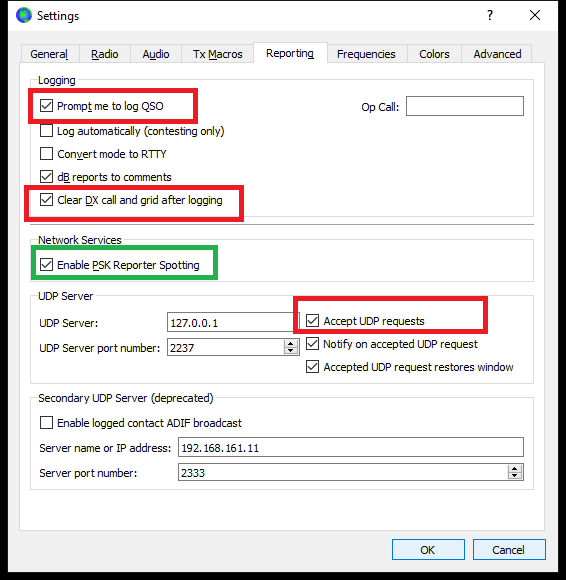 Settings
?
General Radio Audio Tx Macros Reporting Frequencies Colors Advanced
Logging
Prompt me to log QSO
Op Call:
Log automatically (contesting only)
Convert mode to RTTY
dB reports to comments
Clear DX call and grid after logging
Network Services
Enable PSK Reporter Spotting
UDP Server
UDP Server: 127.0.0.1 Accept UDP requests
UDP Server port number: 2237 Notify on accepted UDP request
Accepted UDP request restores window
Secondary UDP Server (deprecated)
Enable logged contact ADIF broadcast
Server name or IP address: 192.168.161.11
Server port number: 2333
OK Cancel